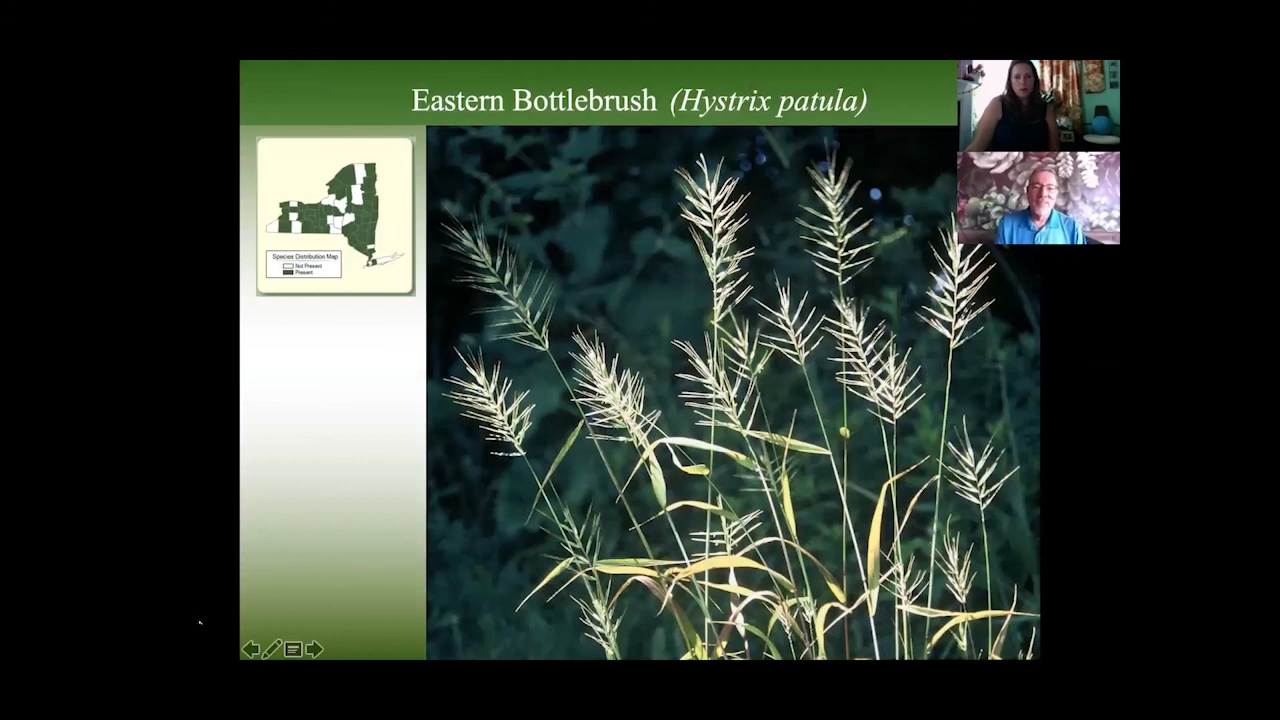 Eastern Bottlebrush (Hystrix patula)
Species Distribution Map
Not Present
Present